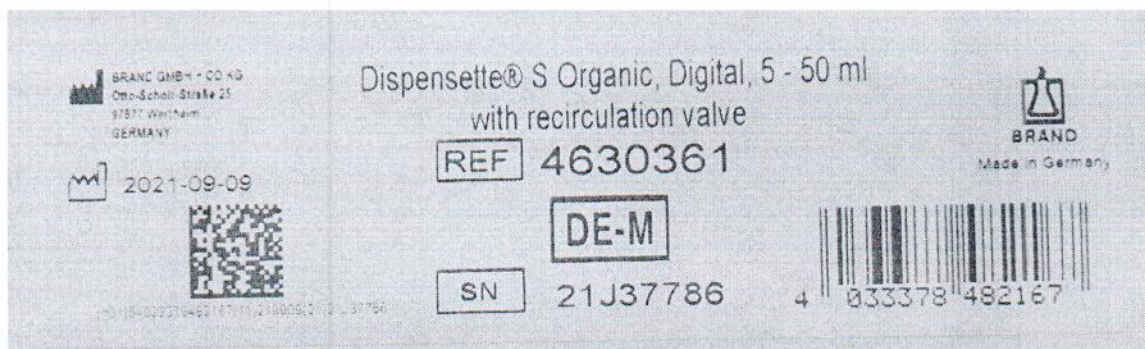 BRAND GMBH + CO KG
Otto-Schott-Straße 25
97877 Wertheim
GERMANY
2021-09-09
Dispensette® S Organic, Digital, 5 - 50 ml
with recirculation valve
REF 4630361
DE-M
SN 21J37786
BRAND
Made in Germany
4 033378 482167